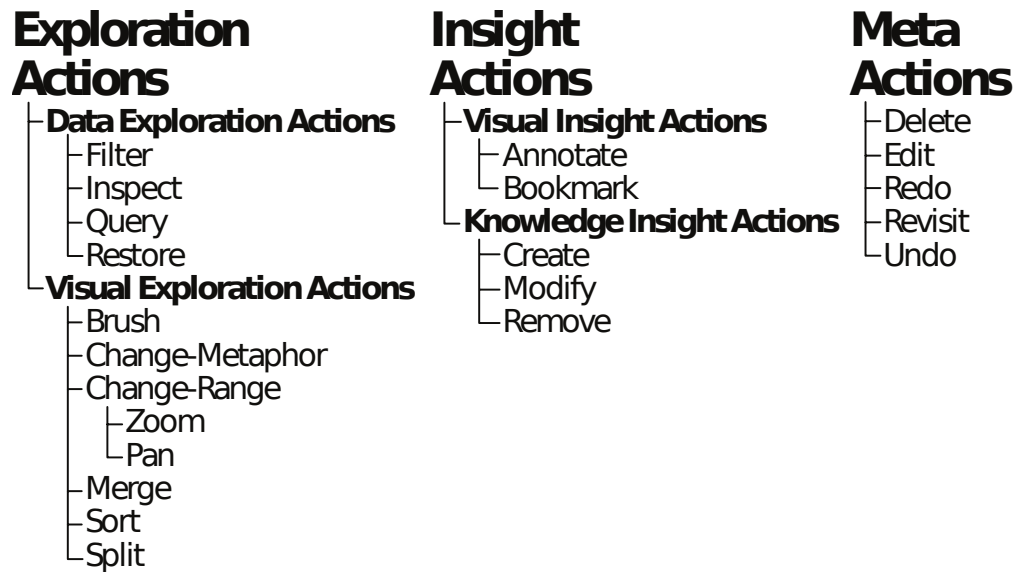 Exploration
Actions
Data Exploration Actions
Filter
Inspect
Query
Restore
Visual Exploration Actions
Brush
Change-Metaphor
Change-Range
Zoom
Pan
Merge
Sort
Split
Insight
Actions
Visual Insight Actions
Annotate
Bookmark
Knowledge Insight Actions
Create
Modify
Remove
Meta
Actions
Delete
Edit
Redo
Revisit
Undo